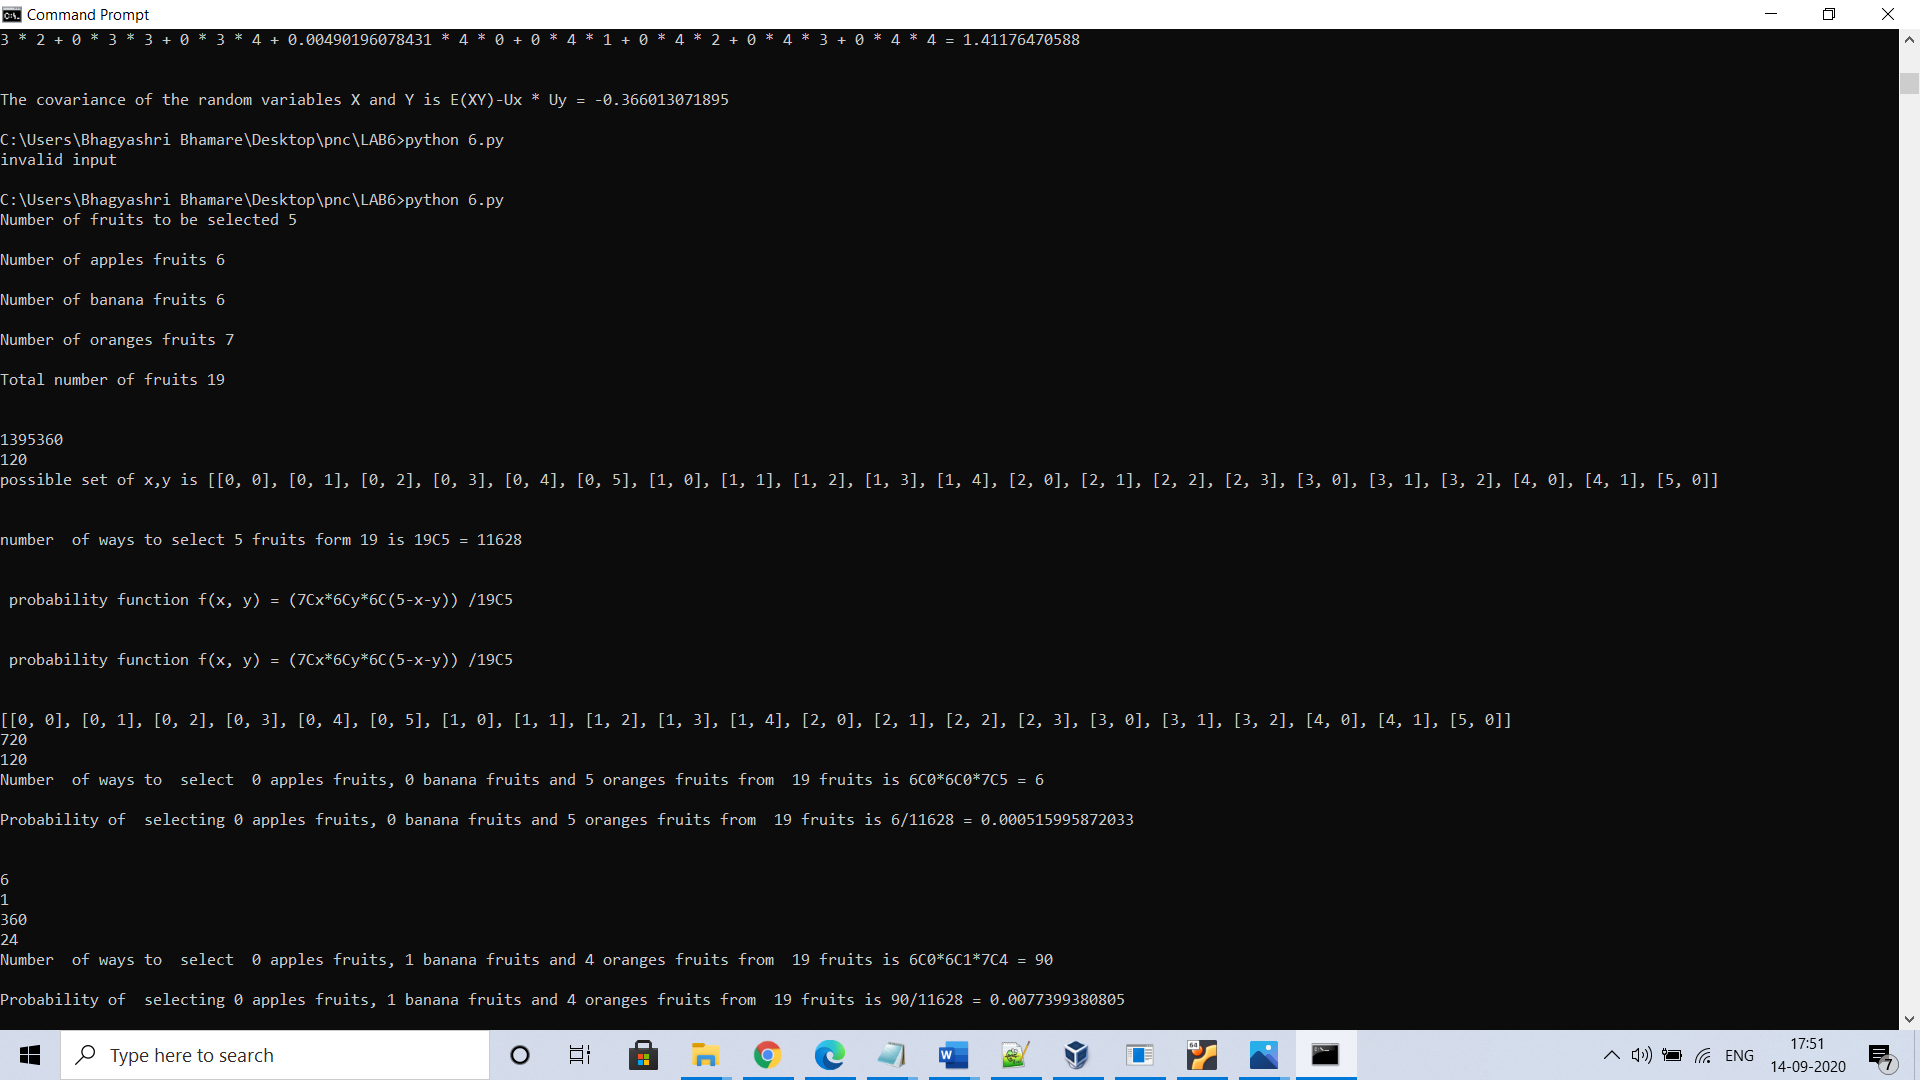 Command Prompt
3 * 2 + 0 * 3 * 3 + 0 * 3 * 4 + 0.00490196078431 * 4 * 0 + 0 * 4 * 1 + 0 * 4 * 2 + 0 * 4 * 3 + 0 * 4 * 4 = 1.41176470588
The covariance of the random variables X and Y is E(XY)-Ux * Uy = -0.366013071895
C:\Users\Bhagyashri Bhamare\Desktop\pnc\LAB6>python 6.py
invalid input
C:\Users\Bhagyashri Bhamare\Desktop\pnc\LAB6>python 6.py
Number of fruits to be selected 5
Number of apples fruits 6
Number of banana fruits 6
Number of oranges fruits 7
Total number of fruits 19
1395360
120
possible set of x,y is [[0, 0], [0, 1], [0, 2], [0, 3], [0, 4], [0, 5], [1, 0], [1, 1], [1, 2], [1, 3], [1, 4], [2, 0], [2, 1], [2, 2], [2, 3], [3, 0], [3, 1], [3, 2], [4, 0], [4, 1], [5, 0]]
number  of ways to select 5 fruits form 19 is 19C5 = 11628
probability function f(x, y) = (7Cx*6Cy*6C(5-x-y)) /19C5
probability function f(x, y) = (7Cx*6Cy*6C(5-x-y)) /19C5
[[0, 0], [0, 1], [0, 2], [0, 3], [0, 4], [0, 5], [1, 0], [1, 1], [1, 2], [1, 3], [1, 4], [2, 0], [2, 1], [2, 2], [2, 3], [3, 0], [3, 1], [3, 2], [4, 0], [4, 1], [5, 0]]
720
120
Number  of ways to  select  0 apples fruits, 0 banana fruits and 5 oranges fruits from  19 fruits is 6C0*6C0*7C5 = 6
Probability of  selecting 0 apples fruits, 0 banana fruits and 5 oranges fruits from  19 fruits is 6/11628 = 0.000515995872033
6
1
360
24
Number  of ways to  select  0 apples fruits, 1 banana fruits and 4 oranges fruits from  19 fruits is 6C0*6C1*7C4 = 90
Probability of  selecting 0 apples fruits, 1 banana fruits and 4 oranges fruits from  19 fruits is 90/11628 = 0.0077399380805
Type here to search
ENG
17:51
14-09-2020
7